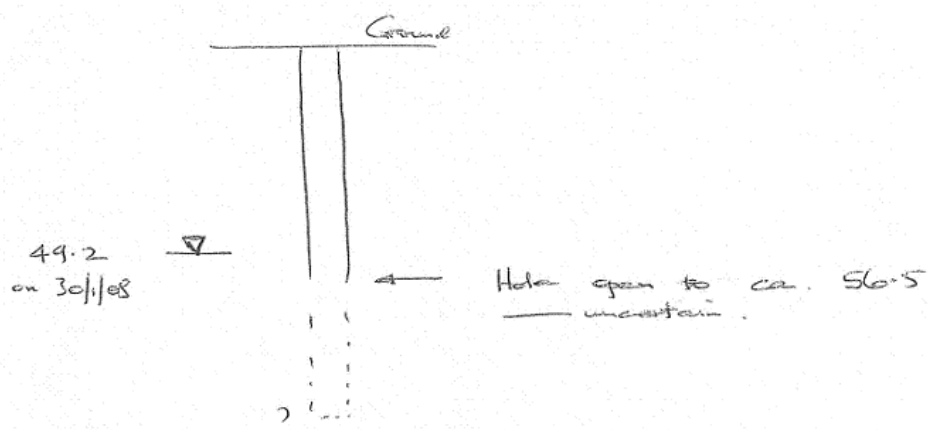 Ground
49.2
on 30/1/08
Hole open to ca. 56.5
— uncertain.
?